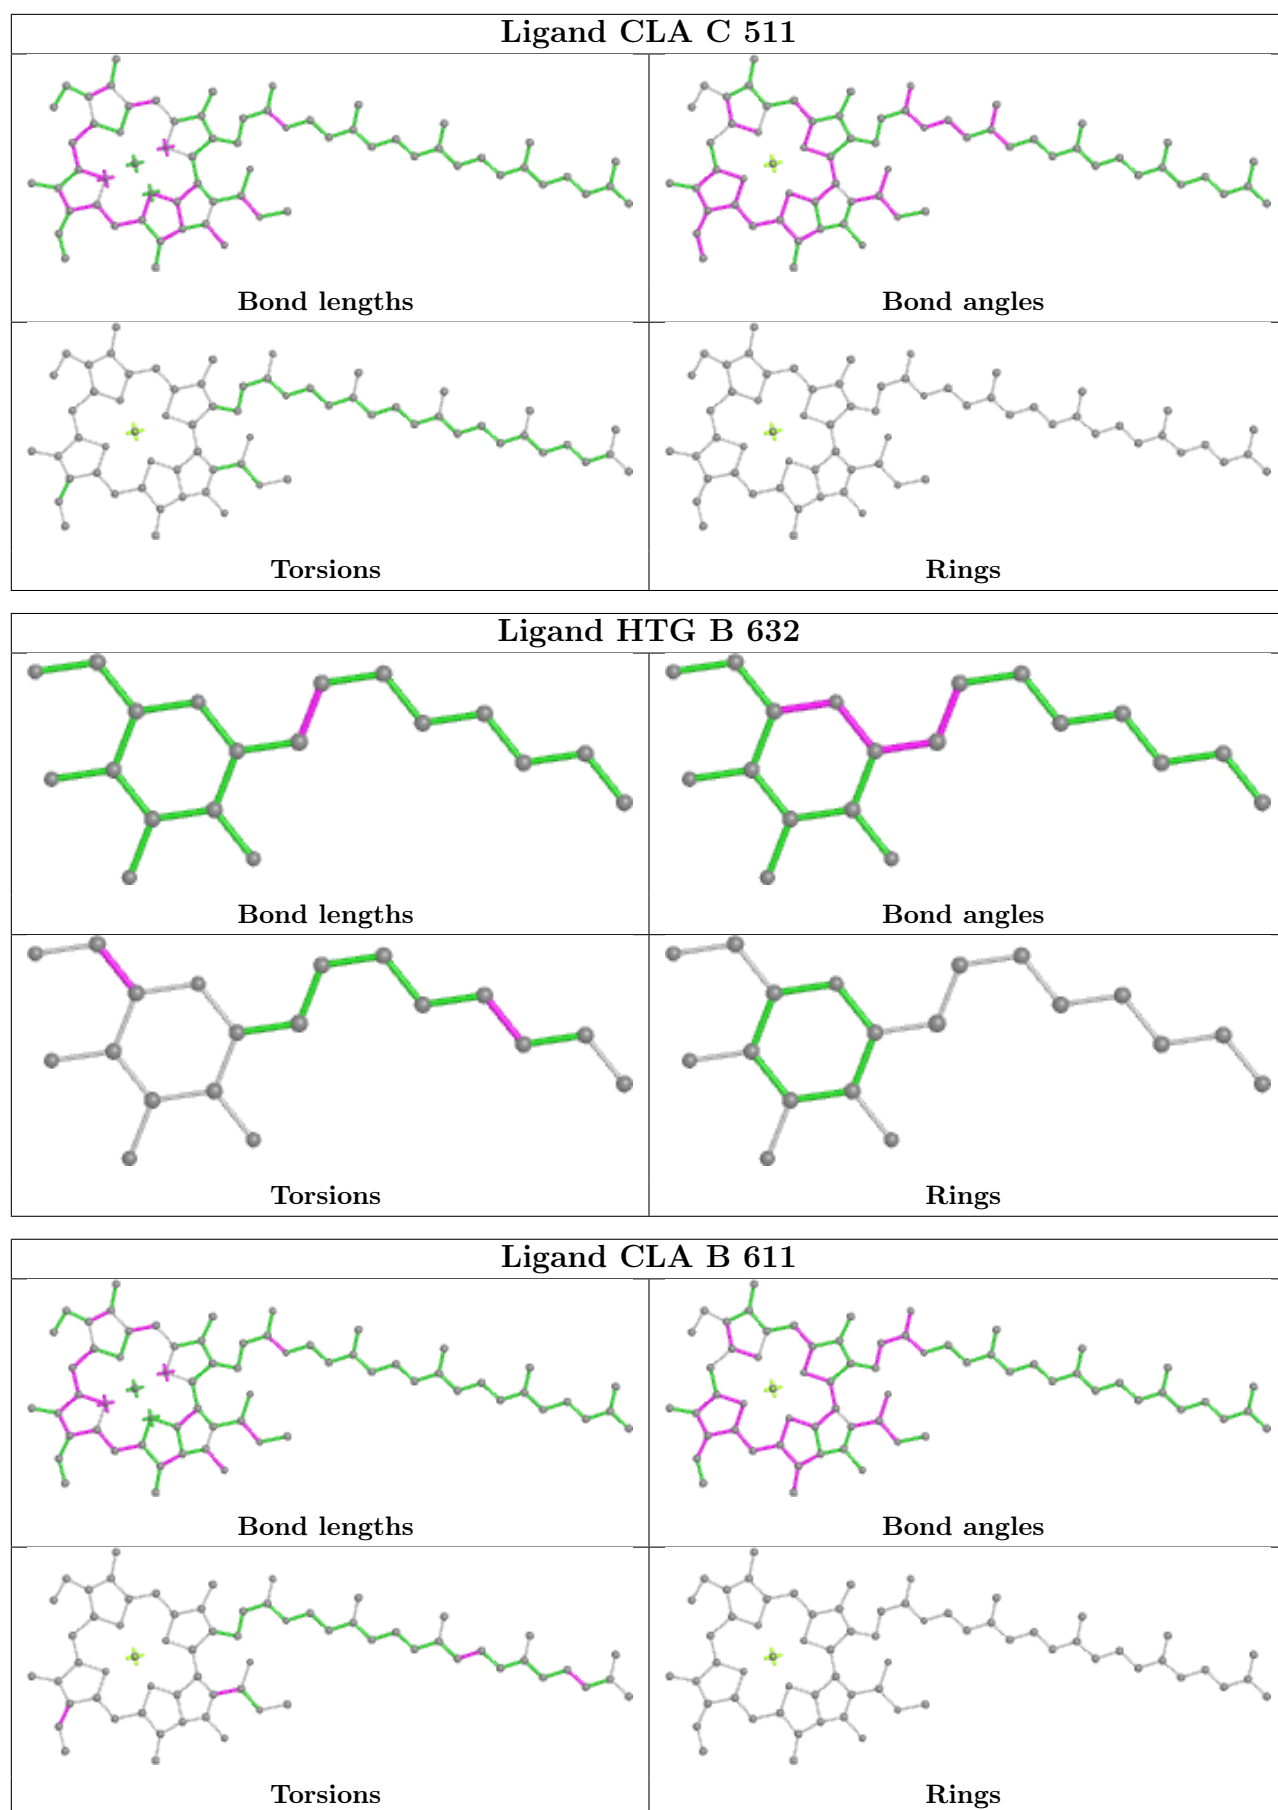 Ligand CLA C 511
Bond lengths
Bond angles
Torsions
Rings
Ligand HTG B 632
Bond lengths
Bond angles
Torsions
Rings
Ligand CLA B 611
Bond lengths
Bond angles
Torsions
Rings